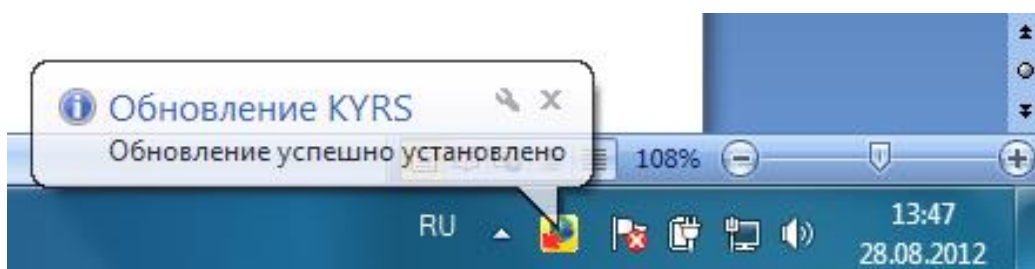 Обновление KYRS
Обновление успешно установлено
108%
RU
13:47
28.08.2012